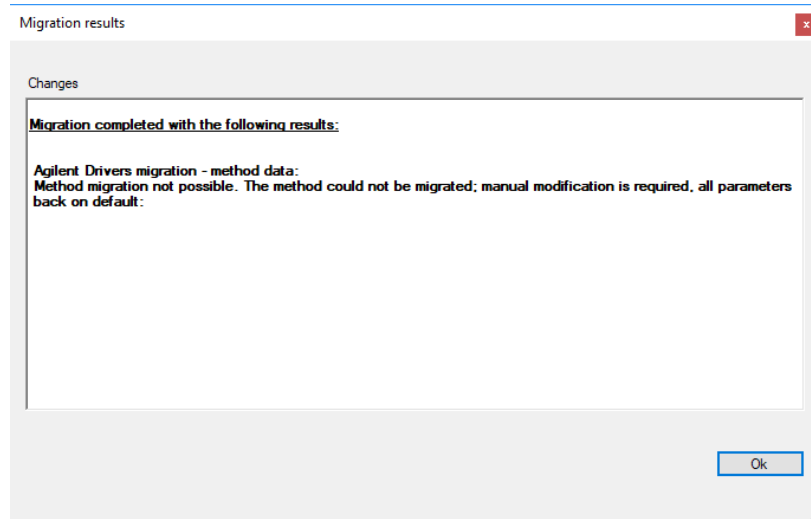 Migration results
x
Changes
Migration completed with the following results:
Agilent Drivers migration - method data:
Method migration not possible. The method could not be migrated; manual modification is required, all parameters
back on default:
Ok